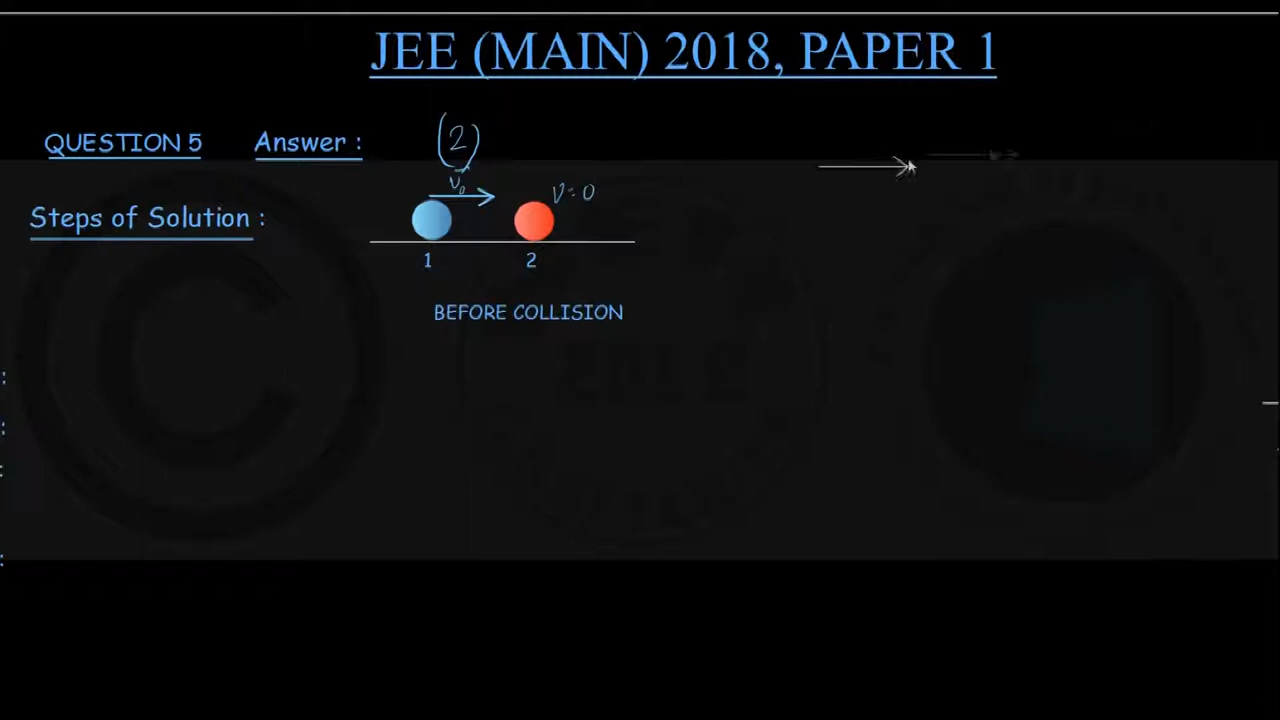 JEE (MAIN) 2018, PAPER 1
QUESTION 5 Answer : (2)
Steps of Solution :
v₀ V = 0
1 2
BEFORE COLLISION